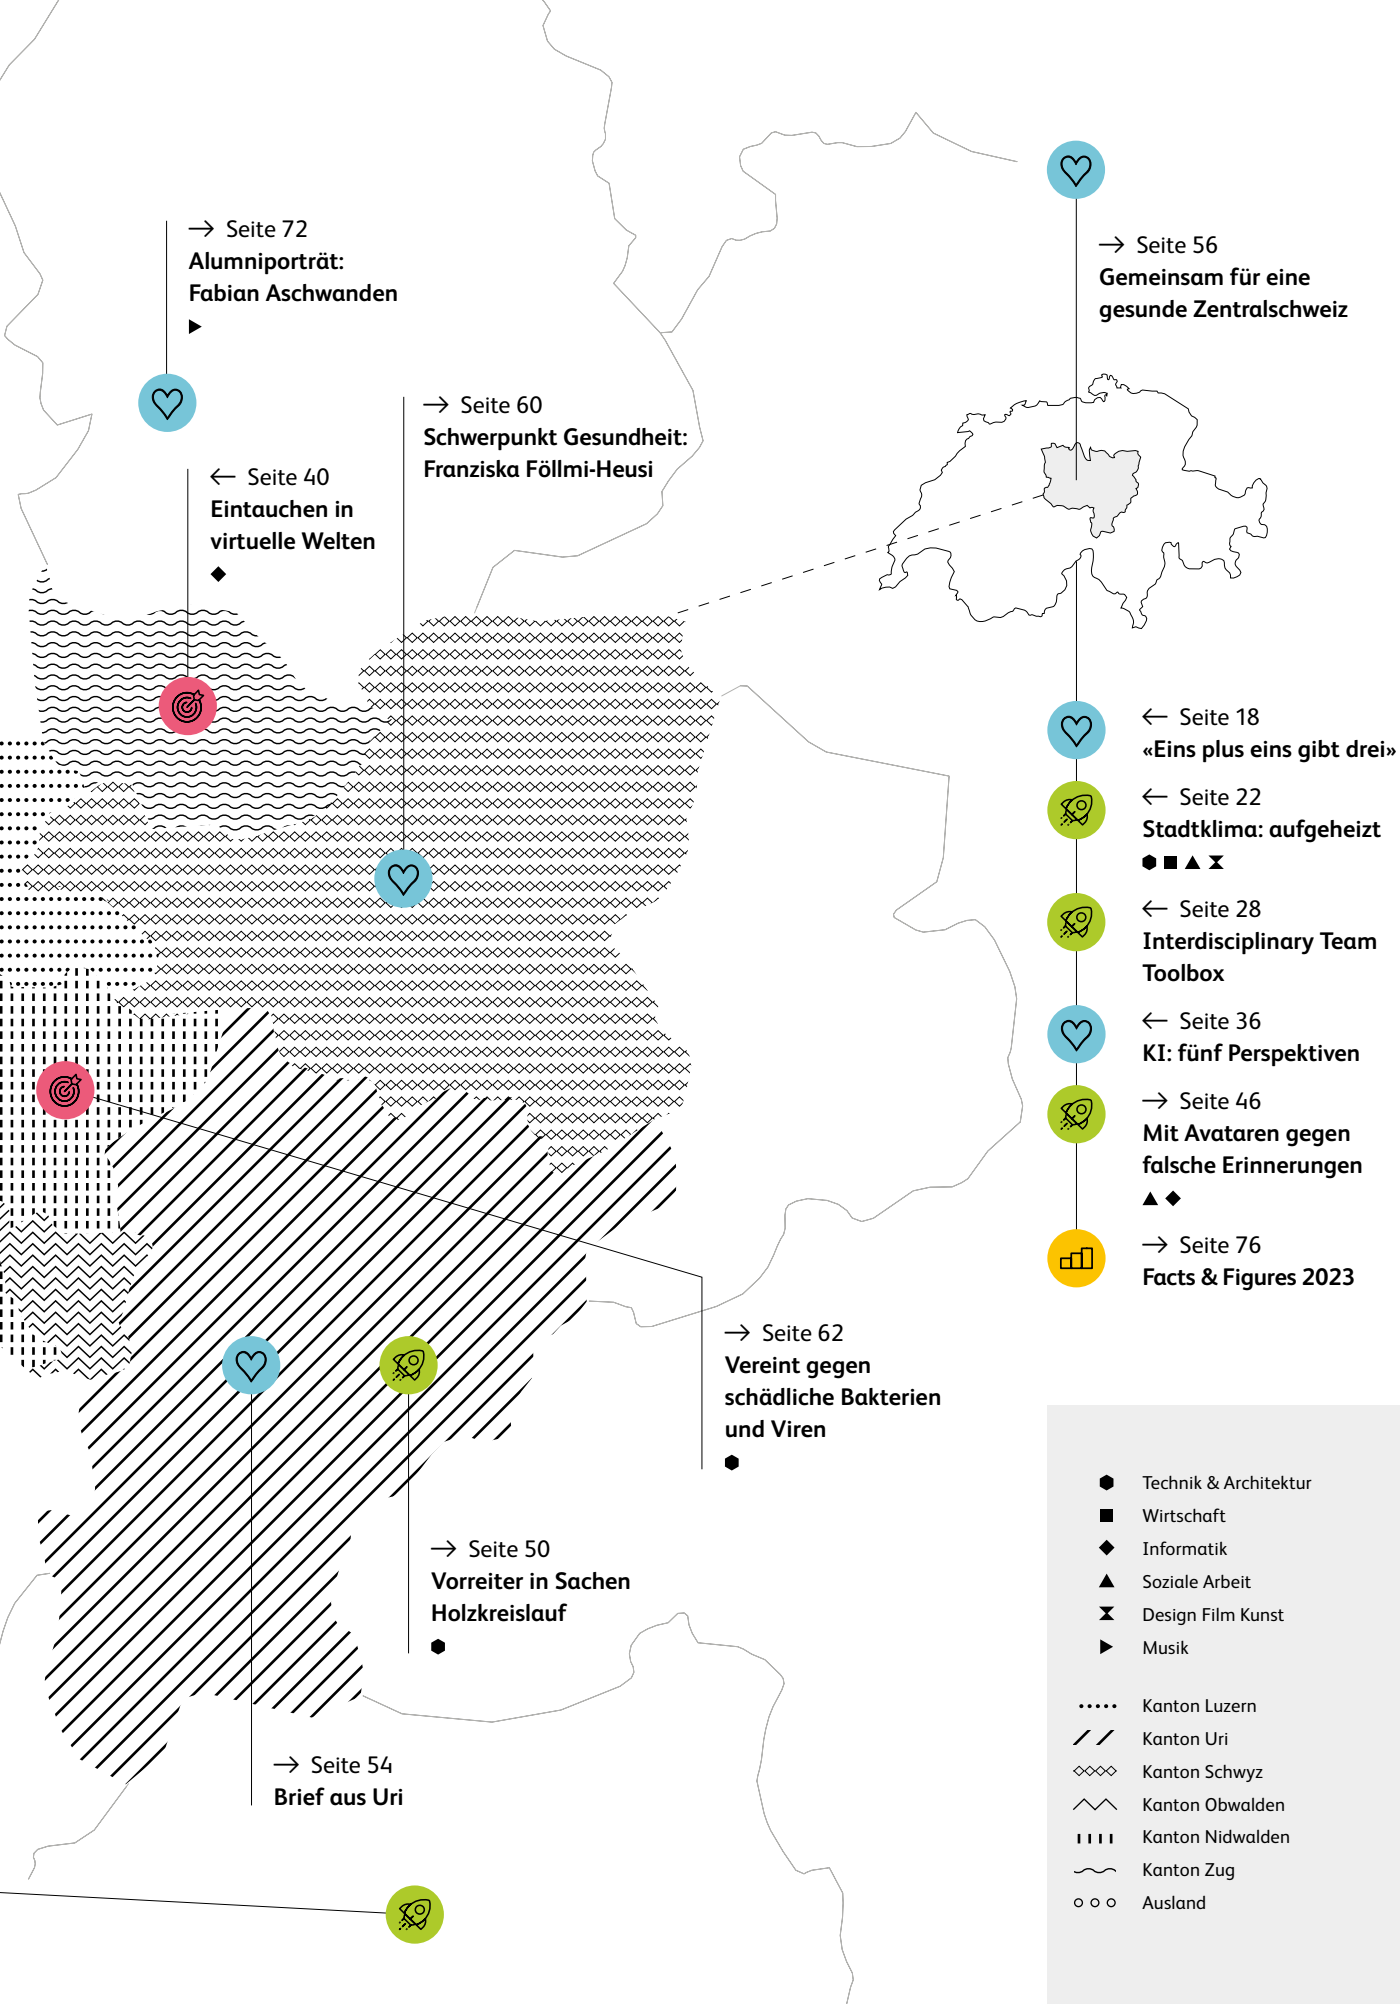 → Seite 72
Alumniporträt:
Fabian Aschwanden
← Seite 40
Eintauchen in
virtuelle Welten
→ Seite 60
Schwerpunkt Gesundheit:
Franziska Föllmi-Heusi
→ Seite 56
Gemeinsam für eine
gesunde Zentralschweiz
← Seite 18
«Eins plus eins gibt drei»
← Seite 22
Stadtklima: aufgeheizt
← Seite 28
Interdisciplinary Team
Toolbox
← Seite 36
KI: fünf Perspektiven
→ Seite 46
Mit Avataren gegen
falsche Erinnerungen
→ Seite 76
Facts & Figures 2023
→ Seite 62
Vereint gegen
schädliche Bakterien
und Viren
→ Seite 50
Vorreiter in Sachen
Holzkreislauf
→ Seite 54
Brief aus Uri
Technik & Architektur
Wirtschaft
Informatik
Soziale Arbeit
Design Film Kunst
Musik
Kanton Luzern
Kanton Uri
Kanton Schwyz
Kanton Obwalden
Kanton Nidwalden
Kanton Zug
Ausland